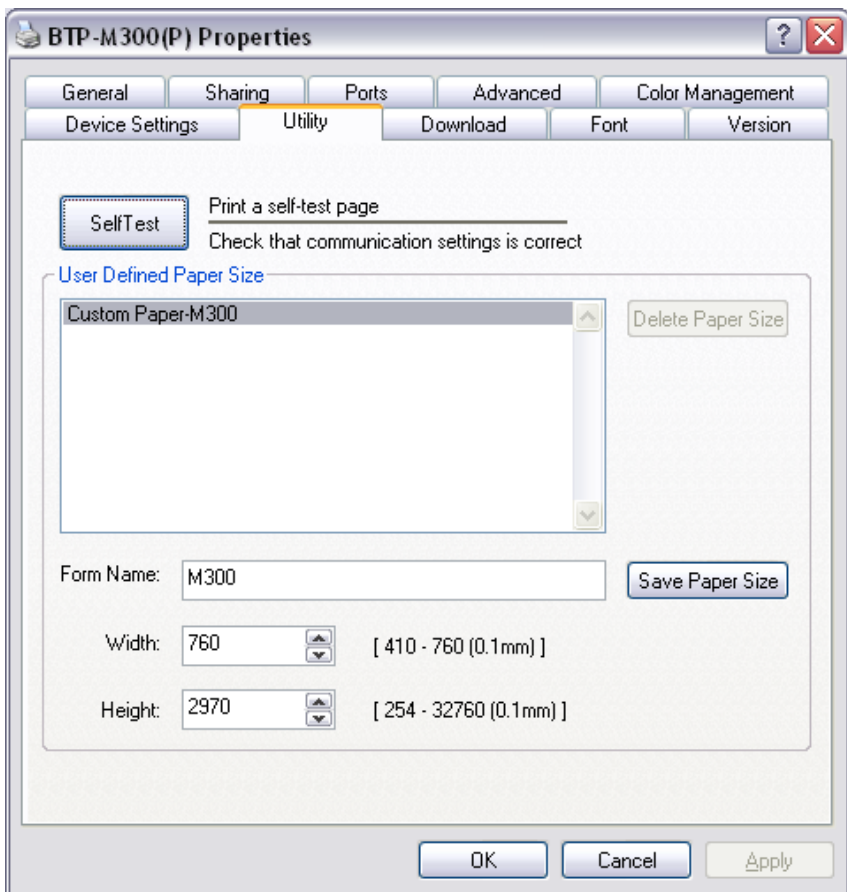 BTP-M300(P) Properties
General Sharing Ports Advanced Color Management
Device Settings Utility Download Font Version
SelfTest
Print a self-test page
Check that communication settings is correct
User Defined Paper Size
Custom Paper-M300
Delete Paper Size
Form Name: M300 Save Paper Size
Width: 760 [ 410 - 760 (0.1mm) ]
Height: 2970 [ 254 - 32760 (0.1mm) ]
OK Cancel Apply